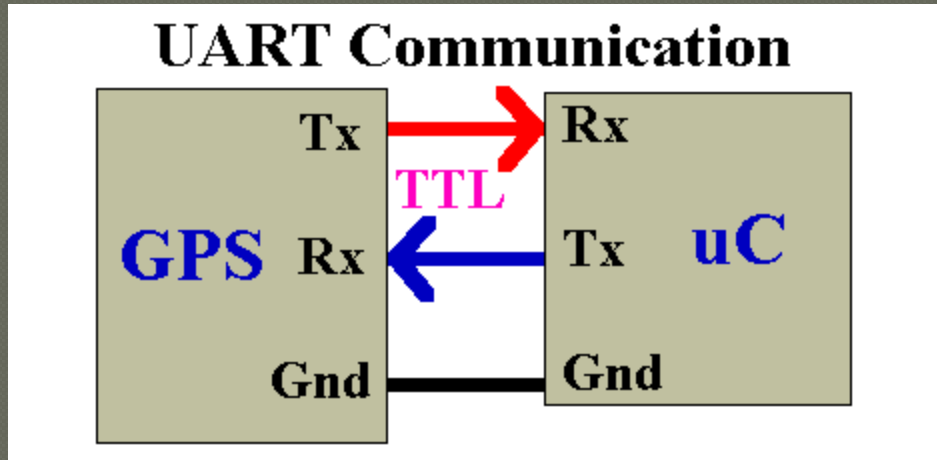 UART Communication
Tx Rx
TTL
GPS Rx Tx uC
Gnd Gnd